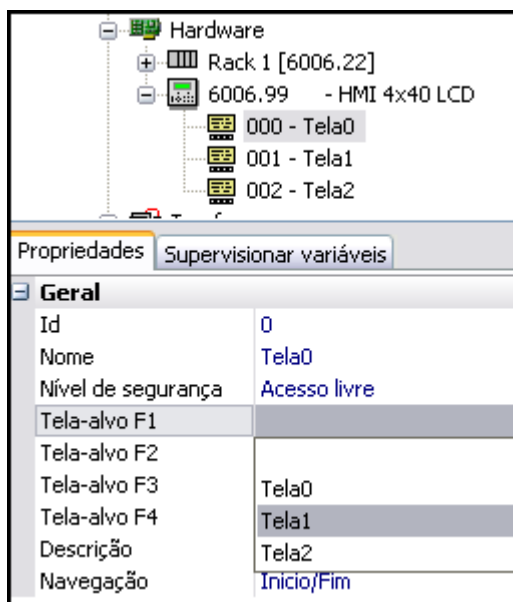 Hardware
Rack 1 [6006.22]
6006.99 - HMI 4x40 LCD
000 - Tela0
001 - Tela1
002 - Tela2
Propriedades Supervisionar variáveis
Geral
Id 0
Nome Tela0
Nível de segurança Acesso livre
Tela-alvo F1
Tela-alvo F2
Tela-alvo F3 Tela0
Tela-alvo F4 Tela1
Descrição Tela2
Navegação Inicio/Fim